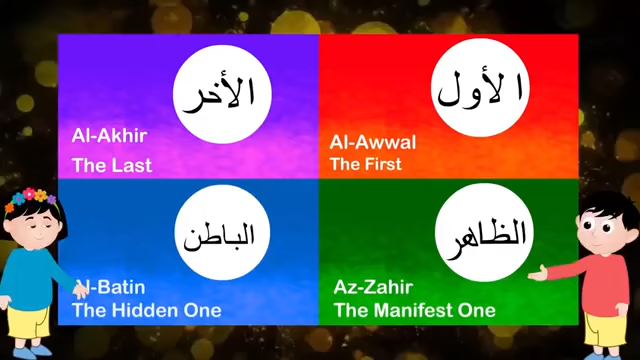 الأخر
Al-Akhir
The Last
الأول
Al-Awwal
The First
الباطن
Al-Batin
The Hidden One
الظاهر
Az-Zahir
The Manifest One